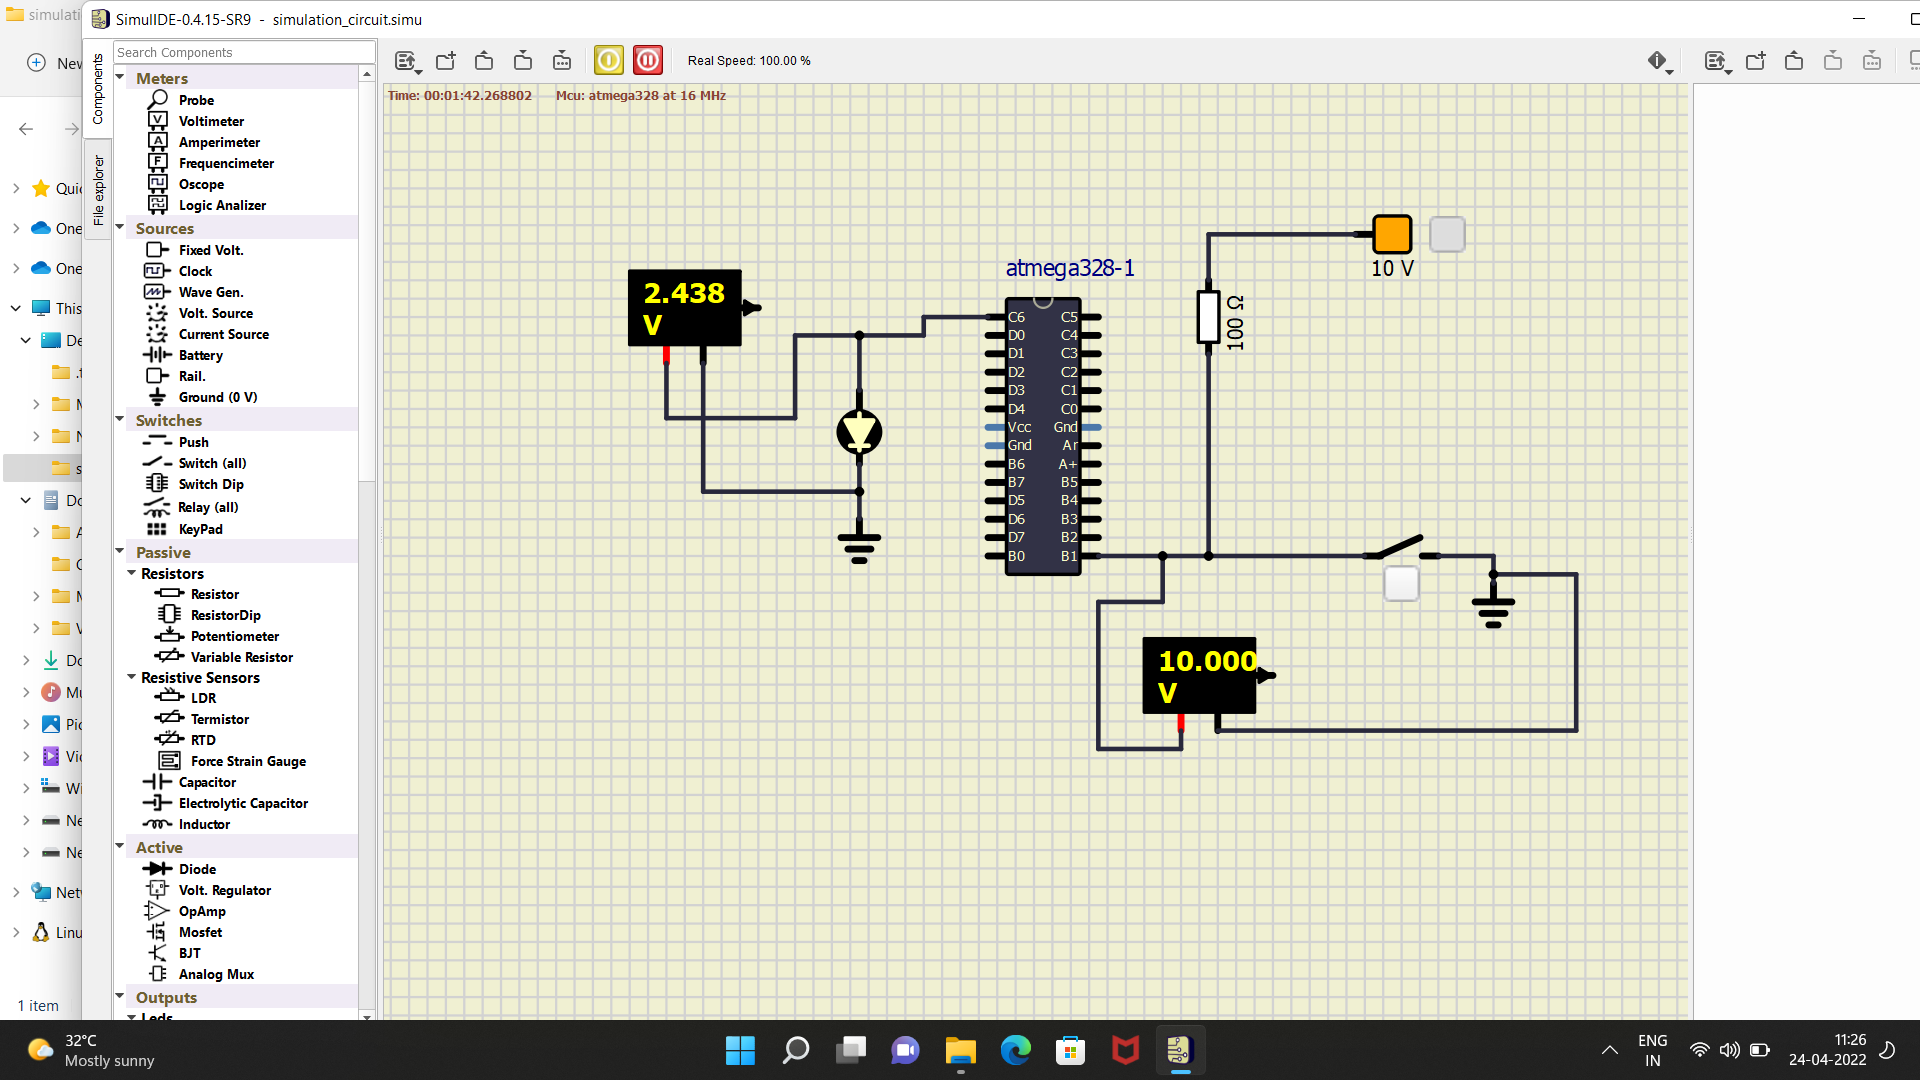 simulati
SimulIDE-0.4.15-SR9 - simulation_circuit.simu
New
Components
File explorer
Search Components
Real Speed: 100.00 %
Time: 00:01:42.268802 Mcu: atmega328 at 16 MHz
Meters
Probe
Voltimeter
Amperimeter
Frequencimeter
Oscope
Logic Analizer
Sources
Fixed Volt.
Clock
Wave Gen.
Volt. Source
Current Source
Battery
Rail.
Ground (0 V)
Switches
Push
Switch (all)
Switch Dip
Relay (all)
KeyPad
Passive
Resistors
Resistor
ResistorDip
Potentiometer
Variable Resistor
Resistive Sensors
LDR
Termistor
RTD
Force Strain Gauge
Capacitor
Electrolytic Capacitor
Inductor
Active
Diode
Volt. Regulator
OpAmp
Mosfet
BJT
Analog Mux
Outputs
Leds
Quic
One
One
This
De
Do
Do
Mu
Pic
Vic
Wi
Ne
Ne
Netv
Linu
1 item
2.438
V
atmega328-1
C6 C5
D0 C4
D1 C3
D2 C2
D3 C1
D4 C0
Vcc Gnd
Gnd Ar
B6 A+
B7 B5
D5 B4
D6 B3
D7 B2
B0 B1
100 Ω
10 V
10.000
V
32°C
Mostly sunny
ENG
IN
11:26
24-04-2022